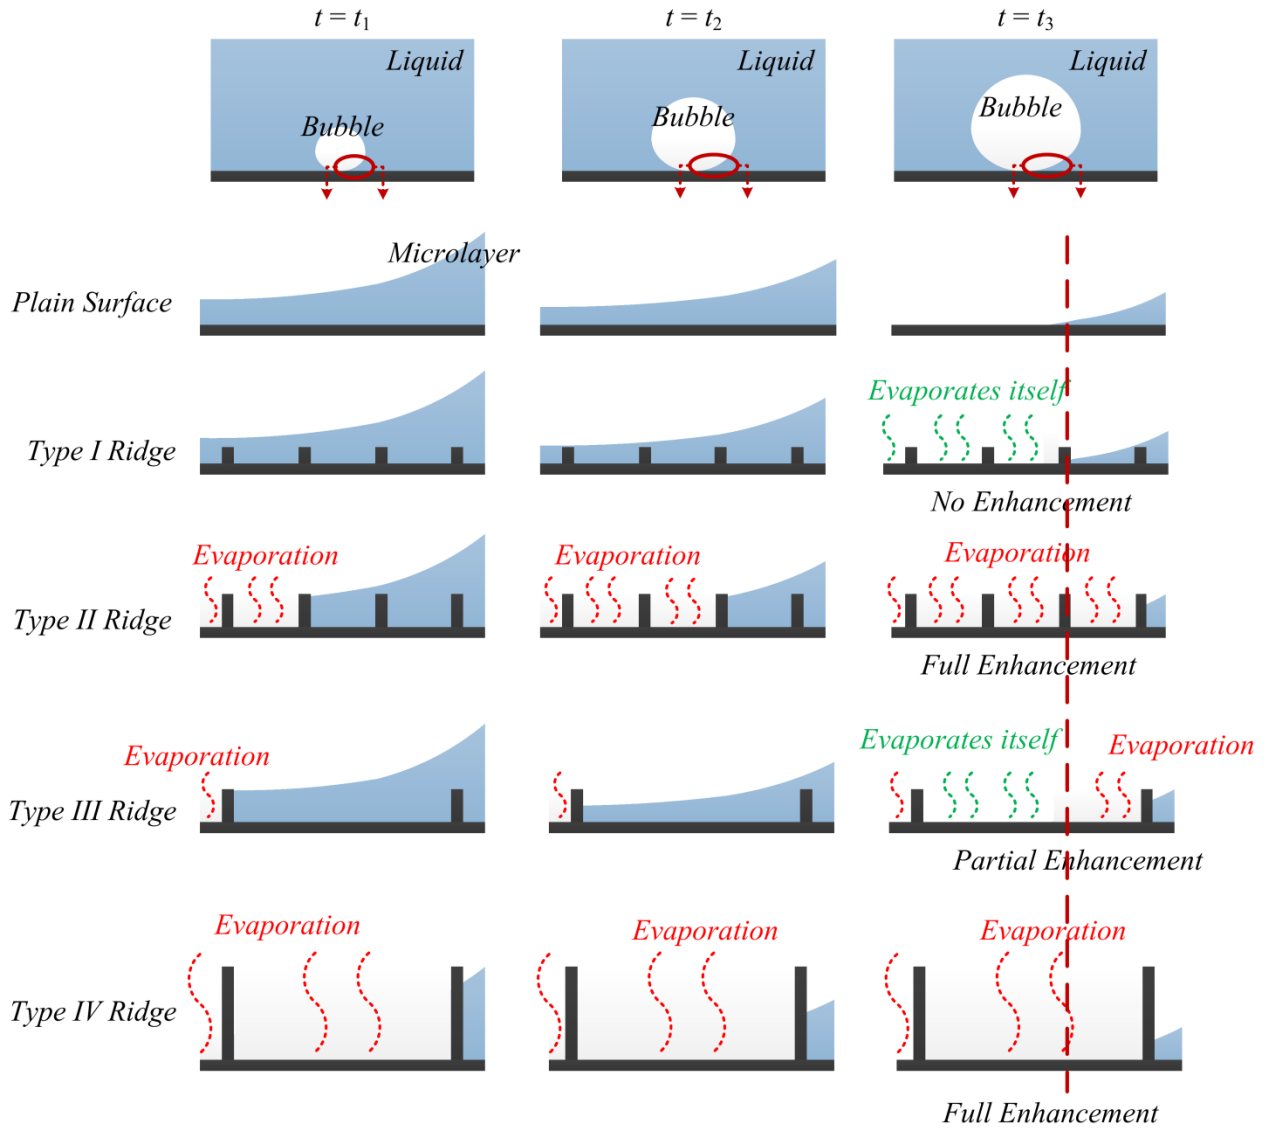 t = t1
t = t2
t = t3
Liquid
Liquid
Liquid
Bubble
Bubble
Bubble
Microlayer
Plain Surface
Evaporates itself
Type I Ridge
No Enhancement
Evaporation
Evaporation
Evaporation
Type II Ridge
Full Enhancement
Evaporation
Evaporates itself
Evaporation
Type III Ridge
Partial Enhancement
Evaporation
Evaporation
Evaporation
Type IV Ridge
Full Enhancement